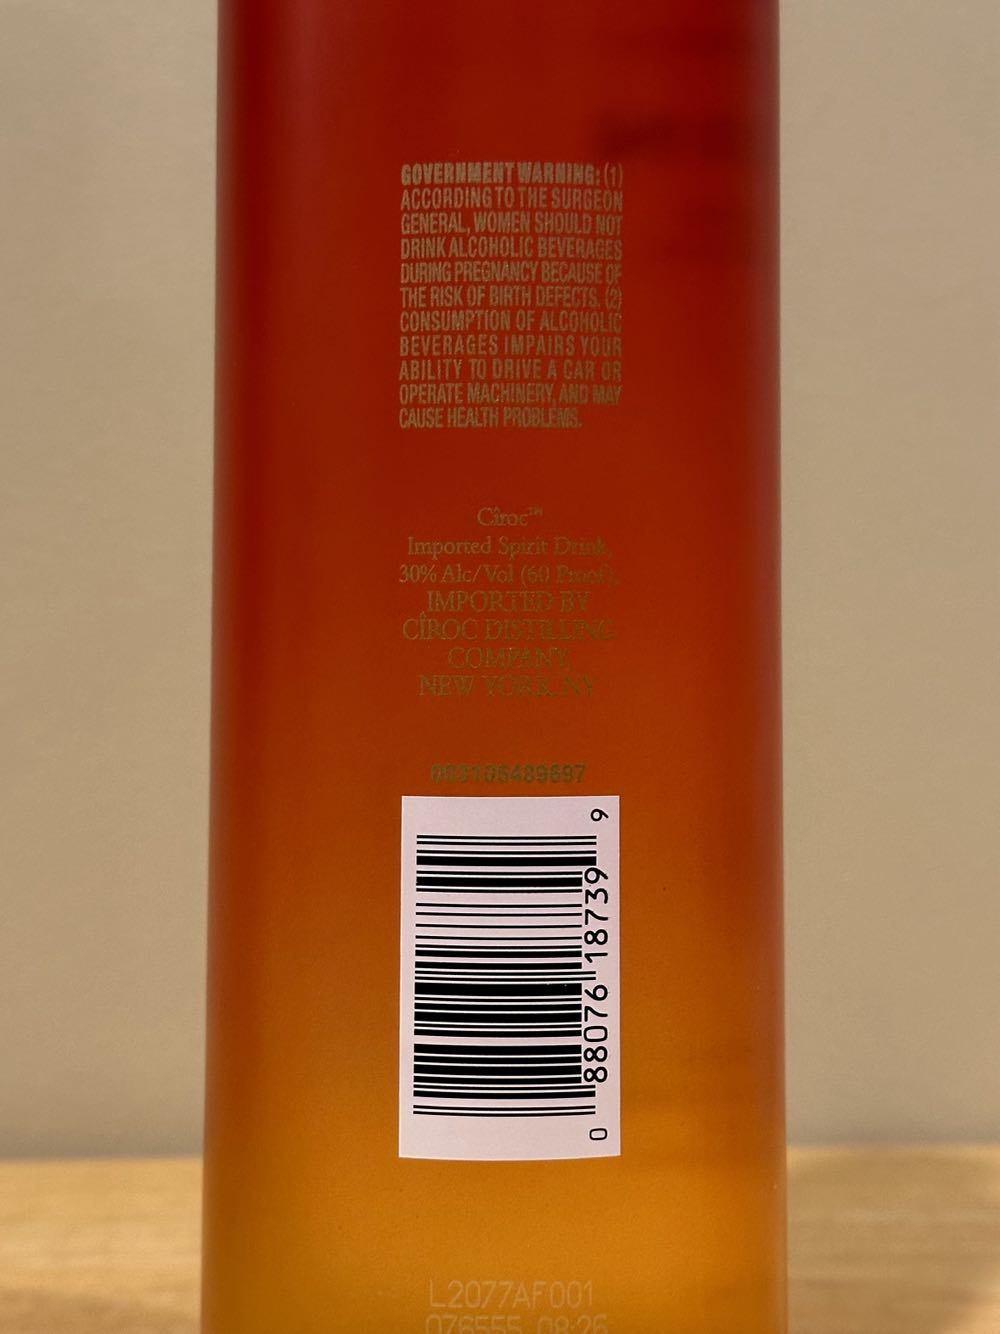 GOVERNMENT WARNING: (1)
ACCORDING TO THE SURGEON
GENERAL, WOMEN SHOULD NOT
DRINK ALCOHOLIC BEVERAGES
DURING PREGNANCY BECAUSE OF
THE RISK OF BIRTH DEFECTS. (2)
CONSUMPTION OF ALCOHOLIC
BEVERAGES IMPAIRS YOUR
ABILITY TO DRIVE A CAR OR
OPERATE MACHINERY, AND MAY
CAUSE HEALTH PROBLEMS.
Cîroc™
Imported Spirit Drink,
30% Alc/Vol (60 Proof),
IMPORTED BY
CÎROC DISTILLING
COMPANY,
NEW YORK, NY
0 88076 18739 9
L2077AF001
076555 08:26